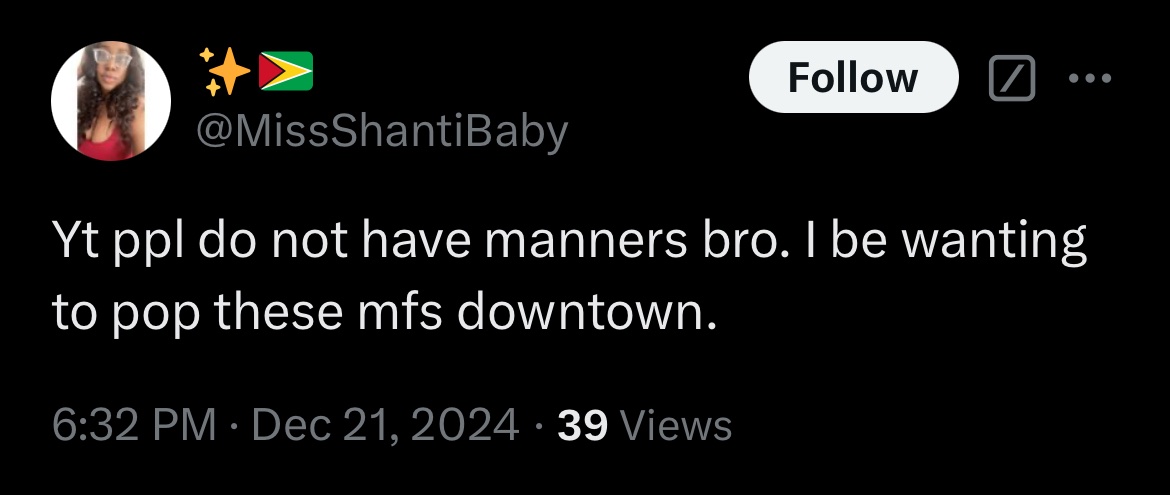 ✨🇬🇾
Follow
@MissShantiBaby
Yt ppl do not have manners bro. I be wanting
to pop these mfs downtown.
6:32 PM · Dec 21, 2024 · 39 Views